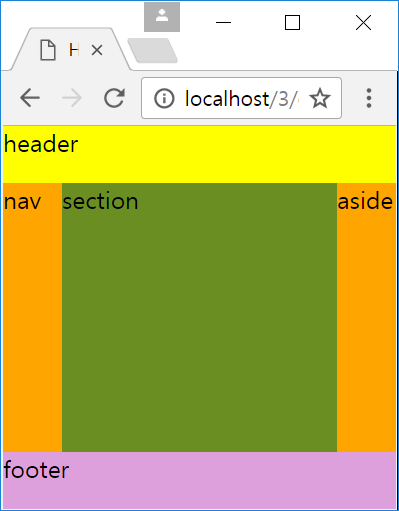 H
localhost/3/
header
nav section aside
footer